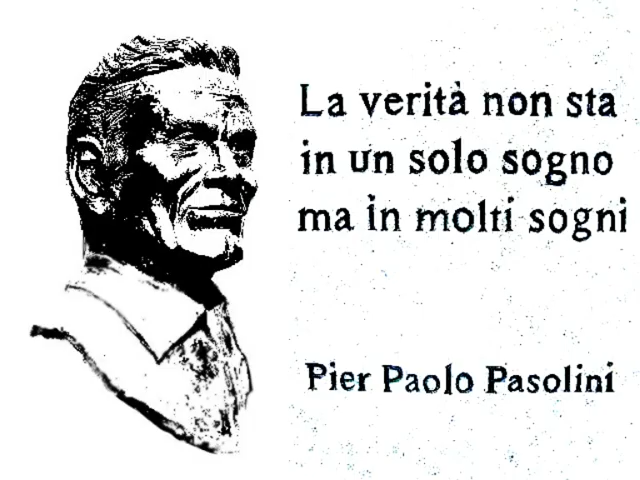 La verità non sta
in un solo sogno
ma in molti sogni
Pier Paolo Pasolini